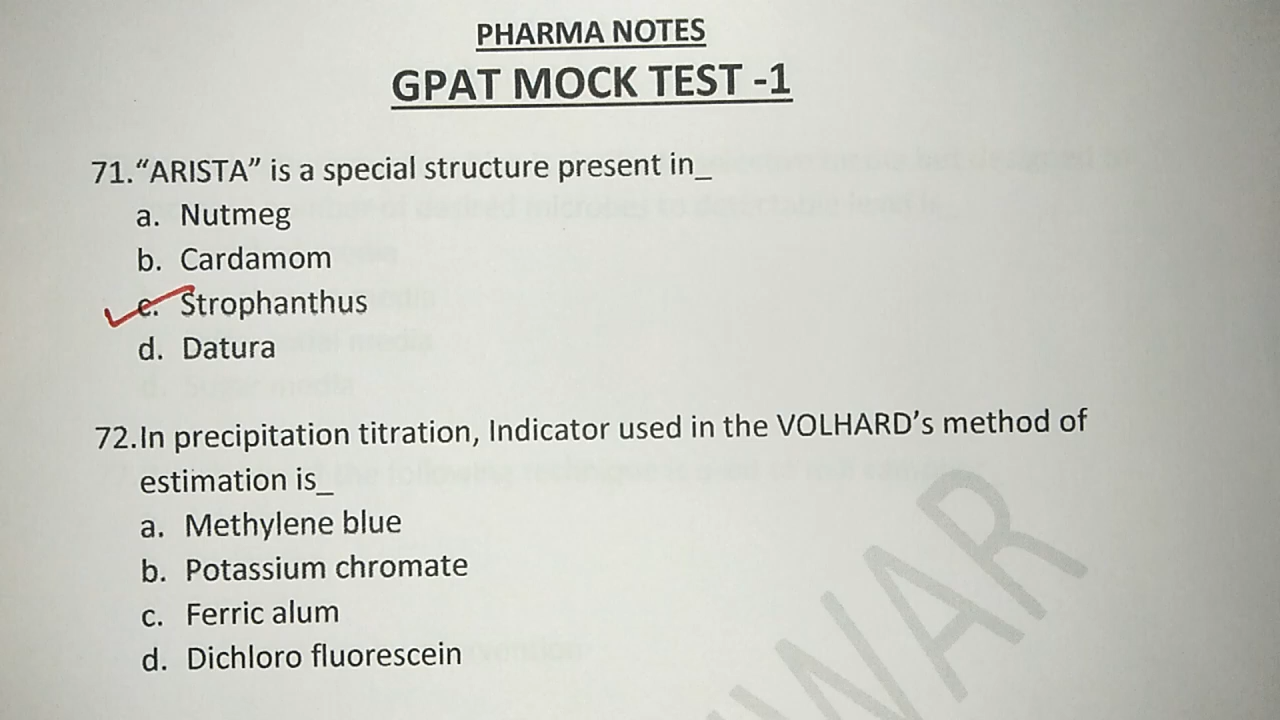 PHARMA NOTES
GPAT MOCK TEST -1
71.“ARISTA” is a special structure present in_
a. Nutmeg
b. Cardamom
c. Strophanthus
d. Datura
72.In precipitation titration, Indicator used in the VOLHARD’s method of
estimation is_
a. Methylene blue
b. Potassium chromate
c. Ferric alum
d. Dichloro fluorescein
WAR